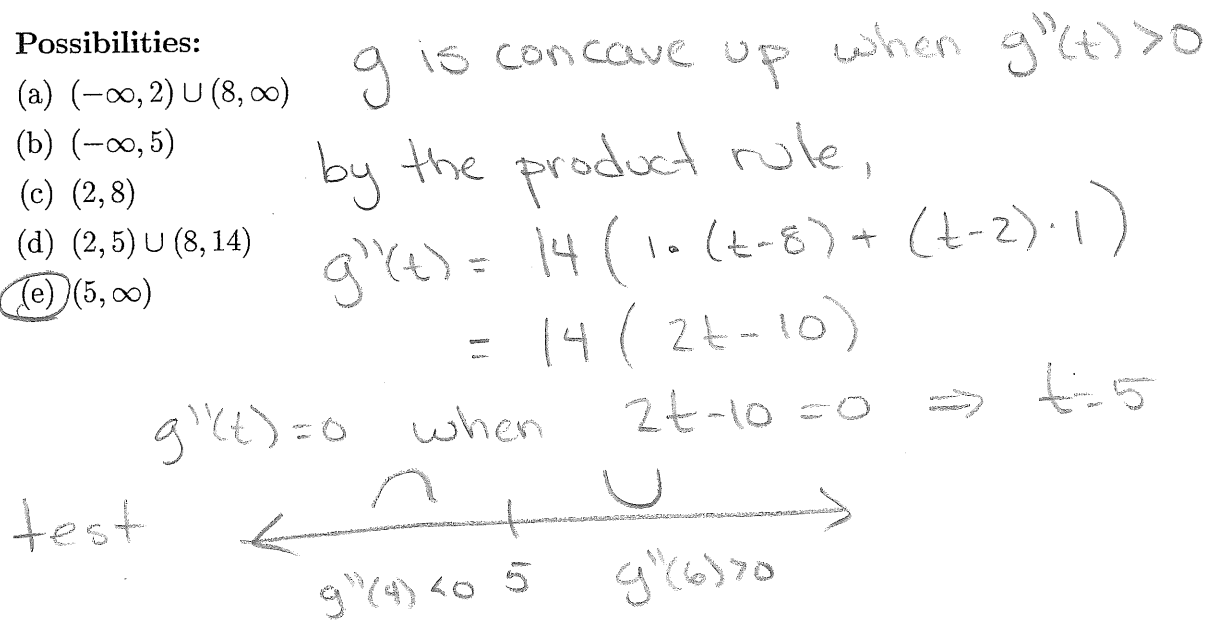 Possibilities:
(a) (−∞, 2) ∪ (8, ∞)
(b) (−∞, 5)
(c) (2, 8)
(d) (2, 5) ∪ (8, 14)
(e) (5, ∞)
g is concave up when g''(t) >0
by the product rule,
g''(t) = 14 ( 1 · (t-8) + (t-2) · 1 )
= 14 ( 2t - 10 )
g''(t) = 0 when 2t-10 = 0 ⇒ t=5
test
∩ ∪
g''(4) <0 5 g''(6) >0